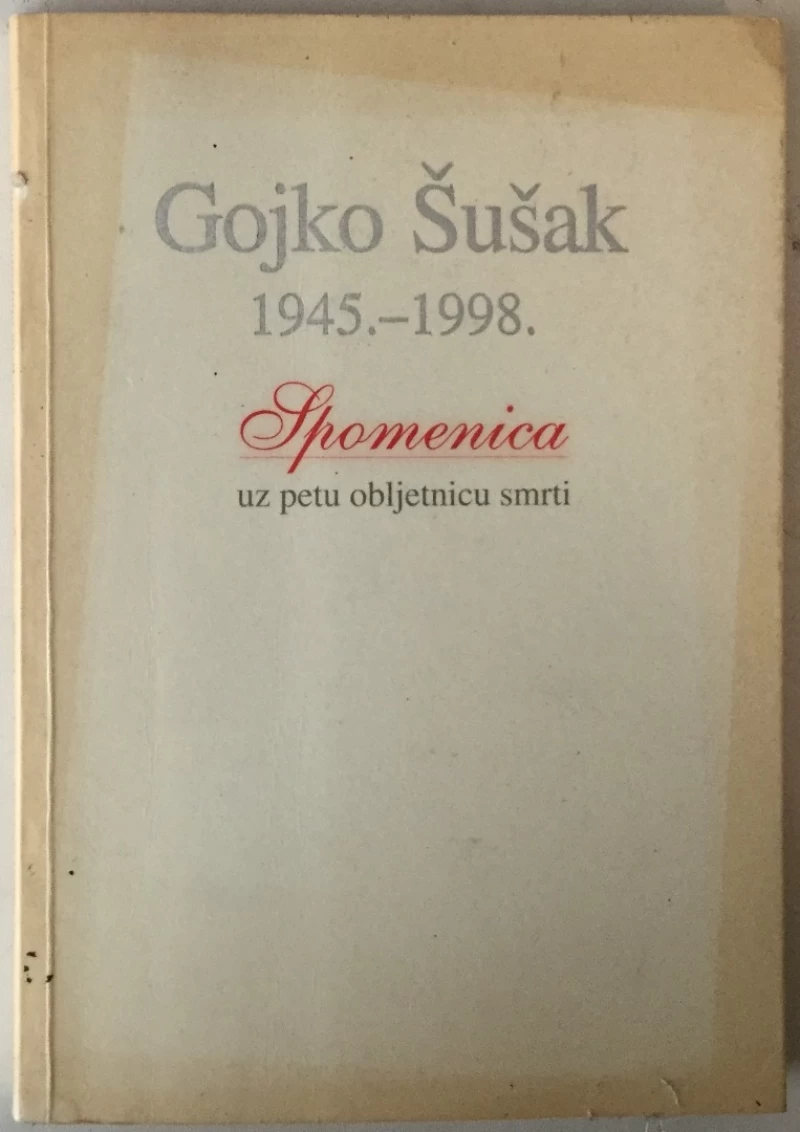 Gojko Šušak
1945.–1998.
Spomenica
uz petu obljetnicu smrti